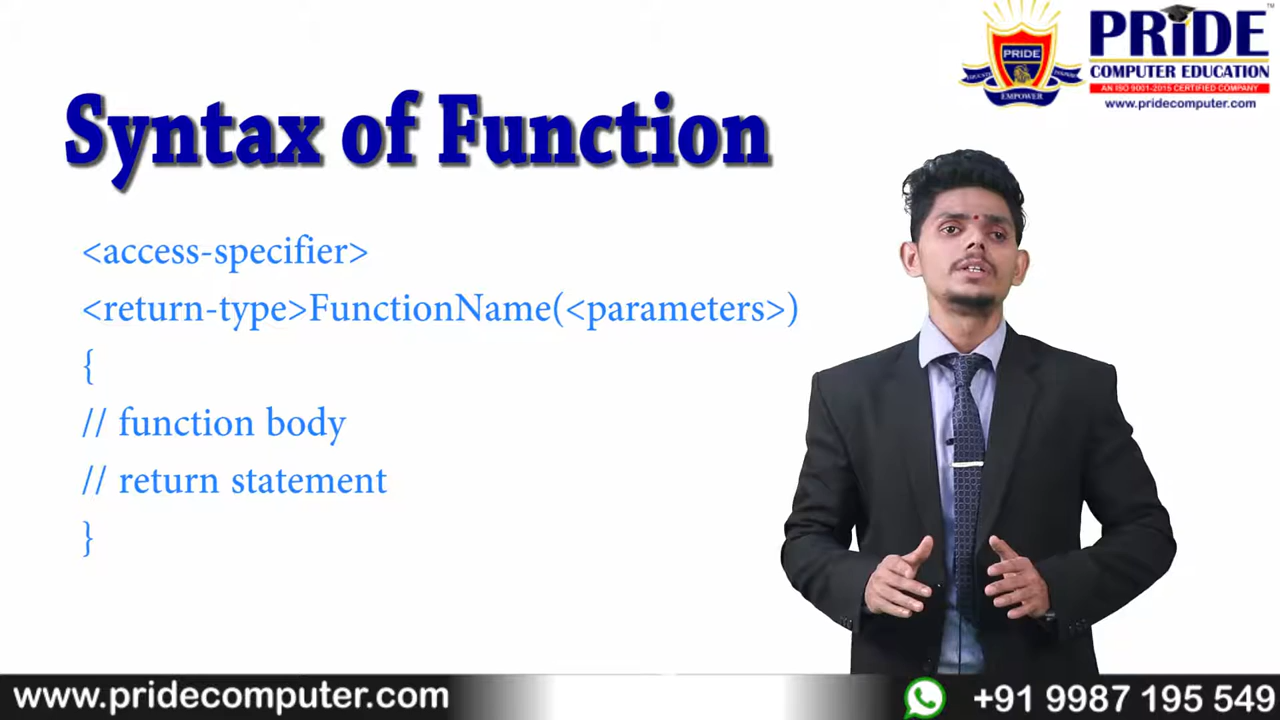 PRIDE
EMPOWER
PRiDE
TM
COMPUTER EDUCATION
AN ISO 9001-2015 CERTIFIED COMPANY
www.pridecomputer.com
Syntax of Function
<access-specifier>
<return-type>FunctionName(<parameters>)
{
// function body
// return statement
}
www.pridecomputer.com
+91 9987 195 549